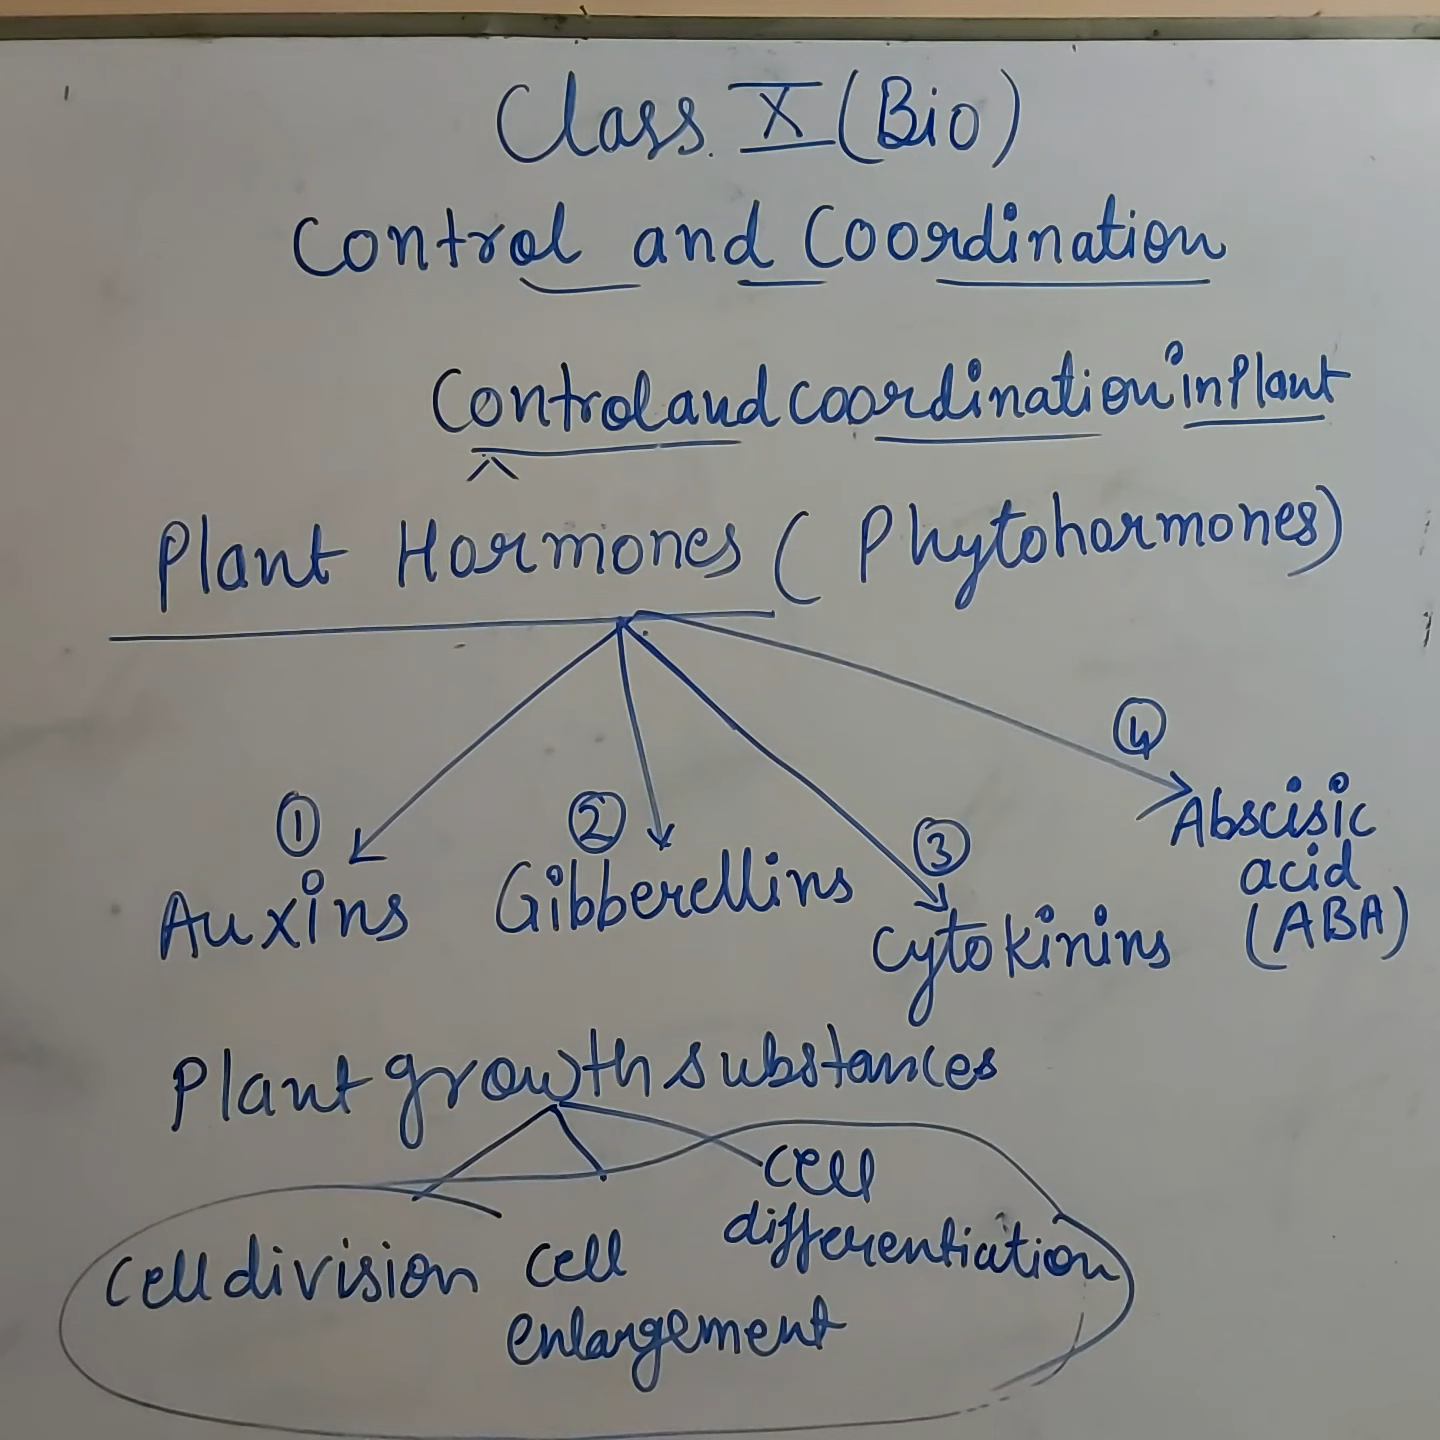 Class X (Bio)
Control and Coordination
Control and coordination in Plant
Plant Hormones ( Phytohormones)
① Auxins
② Gibberellins
③ Cytokinins
④ Abscisic
acid
(ABA)
Plant growth substances
cell division
cell
enlargement
cell
differentiation